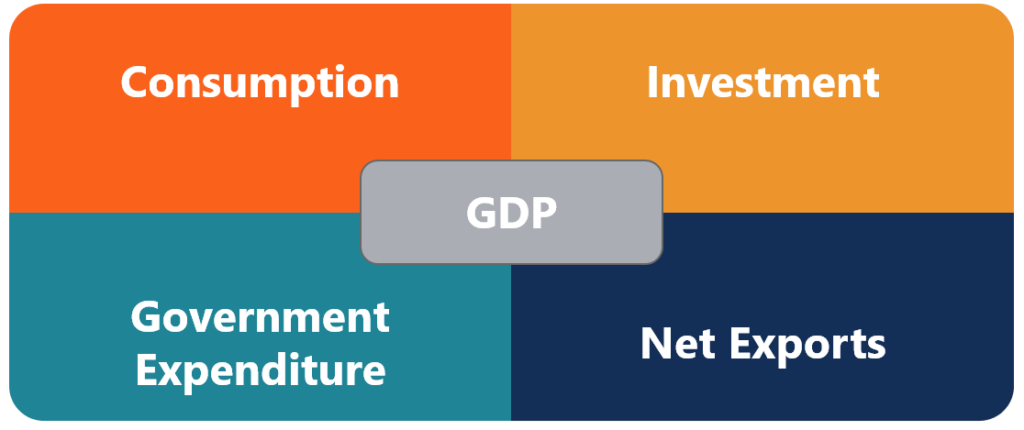 Consumption
Investment
GDP
Government
Expenditure
Net Exports